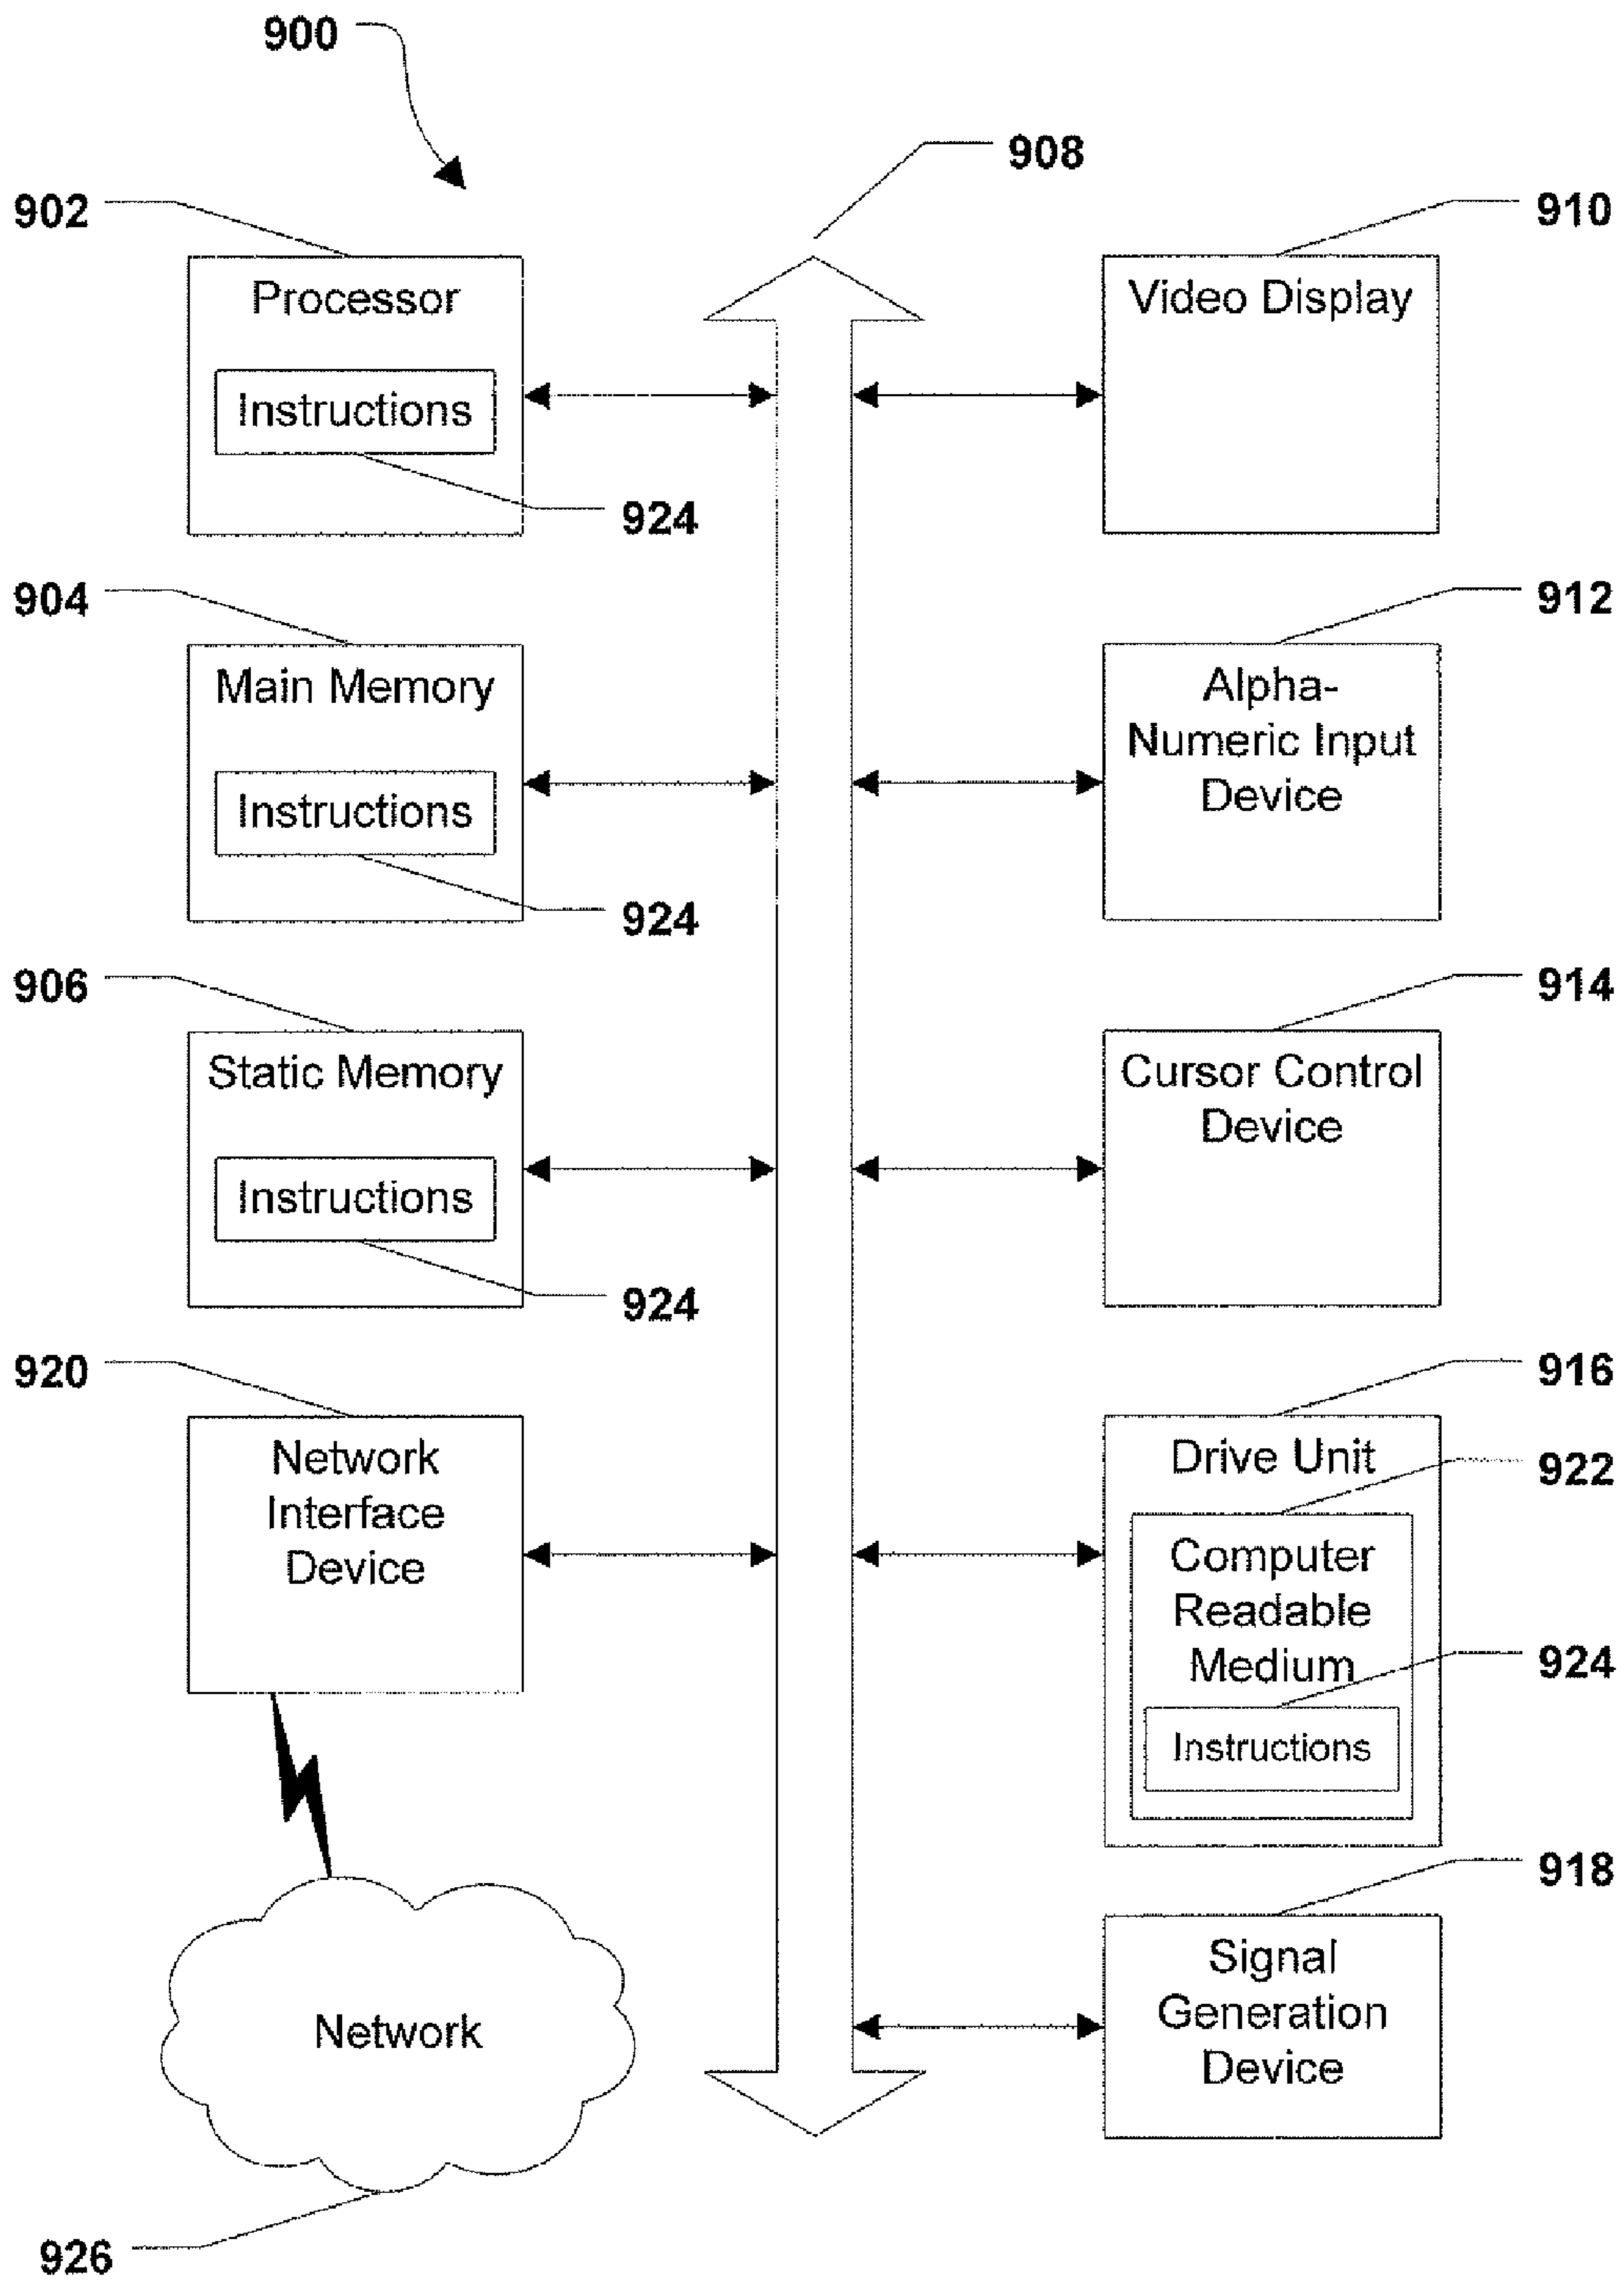 900
908
902
910
Processor
Instructions
924
Video Display
904
912
Main Memory
Instructions
924
Alpha-
Numeric Input
Device
906
914
Static Memory
Instructions
924
Cursor Control
Device
920
916
Network
Interface
Device
Drive Unit
922
Computer
Readable
Medium
924
Instructions
918
Signal
Generation
Device
Network
926